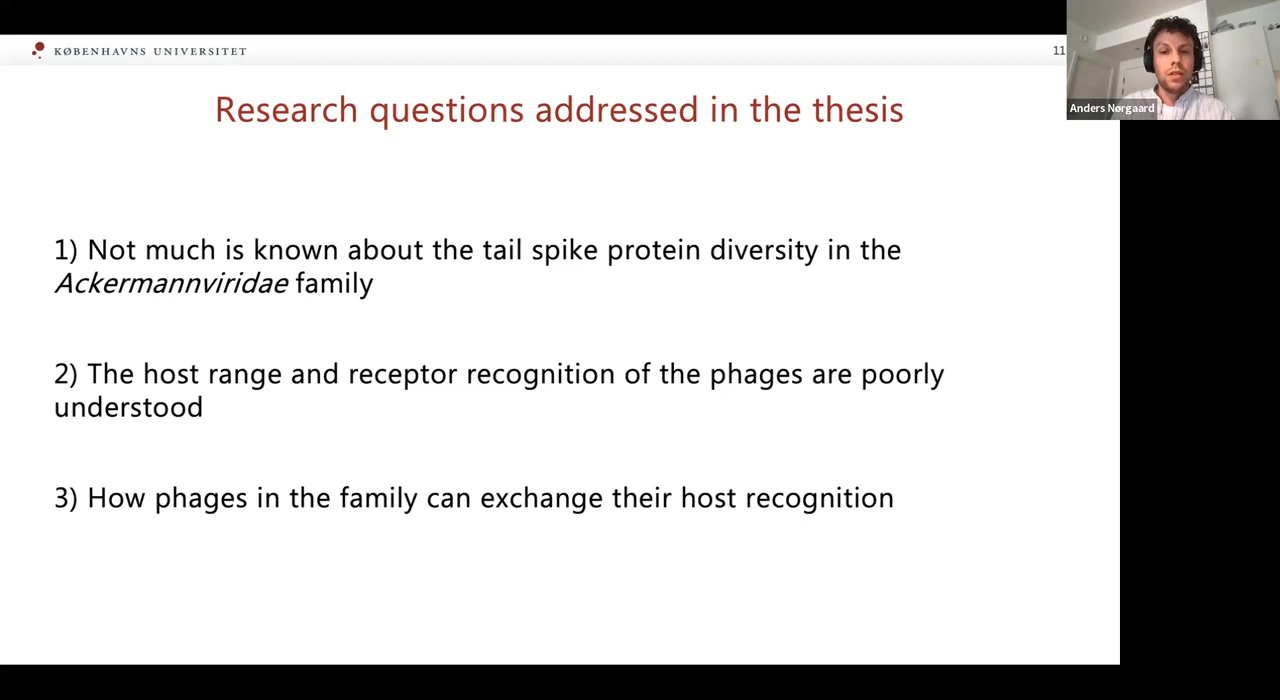 KØBENHAVNS UNIVERSITET
11
Research questions addressed in the thesis
Anders Nørgaard
1) Not much is known about the tail spike protein diversity in the
Ackermannviridae family
2) The host range and receptor recognition of the phages are poorly
understood
3) How phages in the family can exchange their host recognition